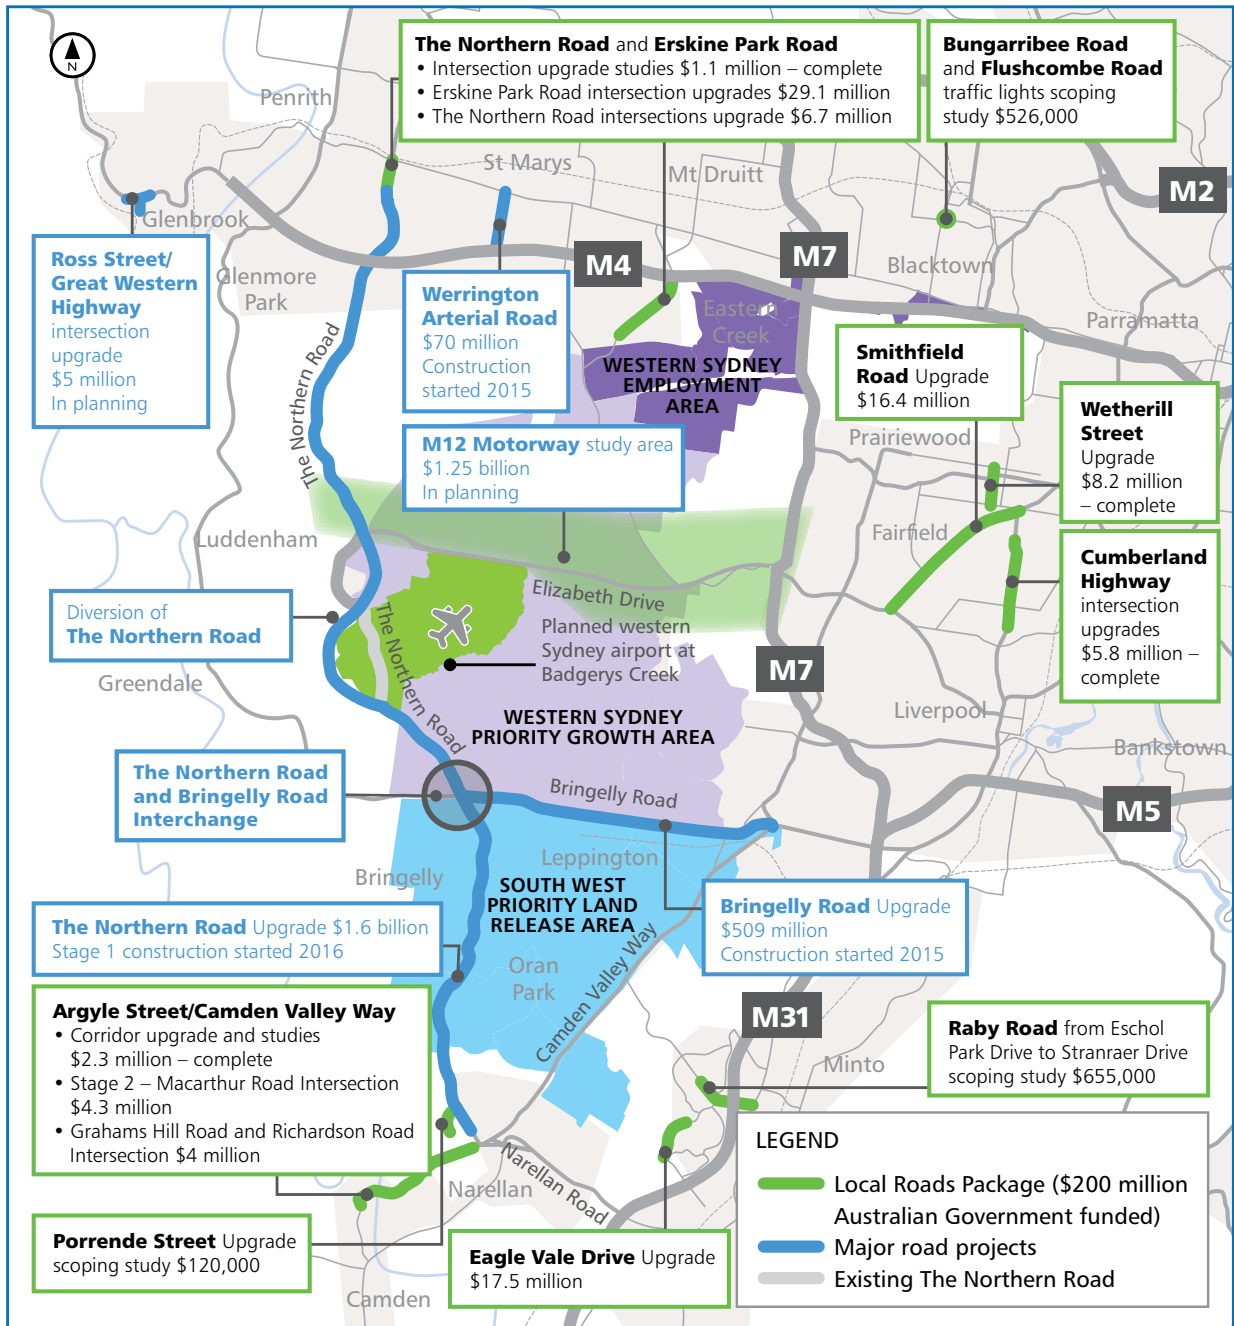 N
The Northern Road and Erskine Park Road
• Intersection upgrade studies $1.1 million – complete
• Erskine Park Road intersection upgrades $29.1 million
• The Northern Road intersections upgrade $6.7 million
Bungarribee Road
and Flushcombe Road
traffic lights scoping
study $526,000
Penrith
St Marys
Mt Druitt
M2
Glenbrook
Ross Street/
Great Western
Highway
intersection
upgrade
$5 million
In planning
Glenmore
Park
M4
M7
Blacktown
Werrington
Arterial Road
$70 million
Construction
started 2015
Eastern
Creek
Parramatta
The Northern Road
WESTERN SYDNEY
EMPLOYMENT
AREA
Smithfield
Road Upgrade
$16.4 million
Wetherill
Street
Upgrade
$8.2 million
– complete
M12 Motorway study area
$1.25 billion
In planning
Prairiewood
Luddenham
Fairfield
Cumberland
Highway
intersection
upgrades
$5.8 million –
complete
Elizabeth Drive
Diversion of
The Northern Road
The Northern Road
Planned western
Sydney airport at
Badgerys Creek
M7
Greendale
WESTERN SYDNEY
PRIORITY GROWTH AREA
Liverpool
Bankstown
The Northern Road
and Bringelly Road
Interchange
Bringelly Road
M5
Leppington
Bringelly
SOUTH WEST
PRIORITY LAND
RELEASE AREA
The Northern Road Upgrade $1.6 billion
Stage 1 construction started 2016
Bringelly Road Upgrade
$509 million
Construction started 2015
Oran
Park
Camden Valley Way
Argyle Street/Camden Valley Way
• Corridor upgrade and studies
$2.3 million – complete
• Stage 2 – Macarthur Road Intersection
$4.3 million
• Grahams Hill Road and Richardson Road
Intersection $4 million
M31
Minto
Raby Road from Eschol
Park Drive to Stranraer Drive
scoping study $655,000
Narellan
Narellan Road
Porrende Street Upgrade
scoping study $120,000
Camden
Eagle Vale Drive Upgrade
$17.5 million
LEGEND
Local Roads Package ($200 million
Australian Government funded)
Major road projects
Existing The Northern Road